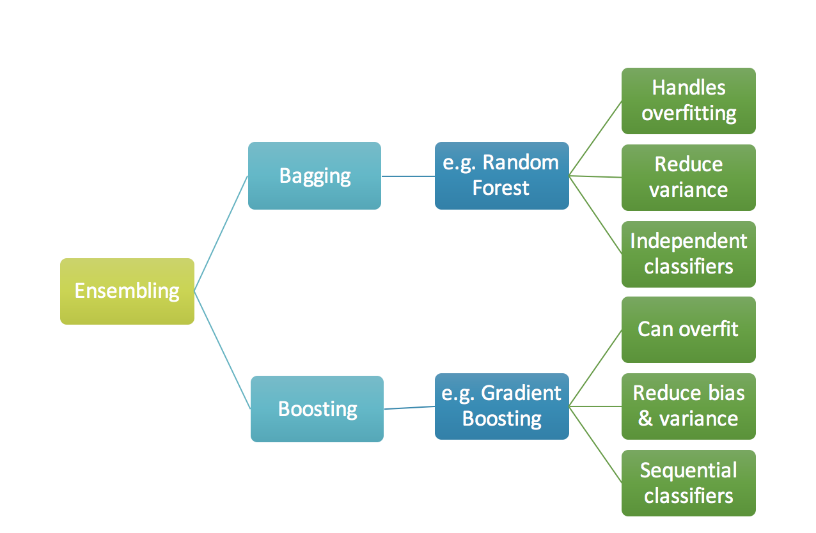 Ensembling
Bagging
e.g. Random
Forest
Handles
overfitting
Reduce
variance
Independent
classifiers
Boosting
e.g. Gradient
Boosting
Can overfit
Reduce bias
& variance
Sequential
classifiers